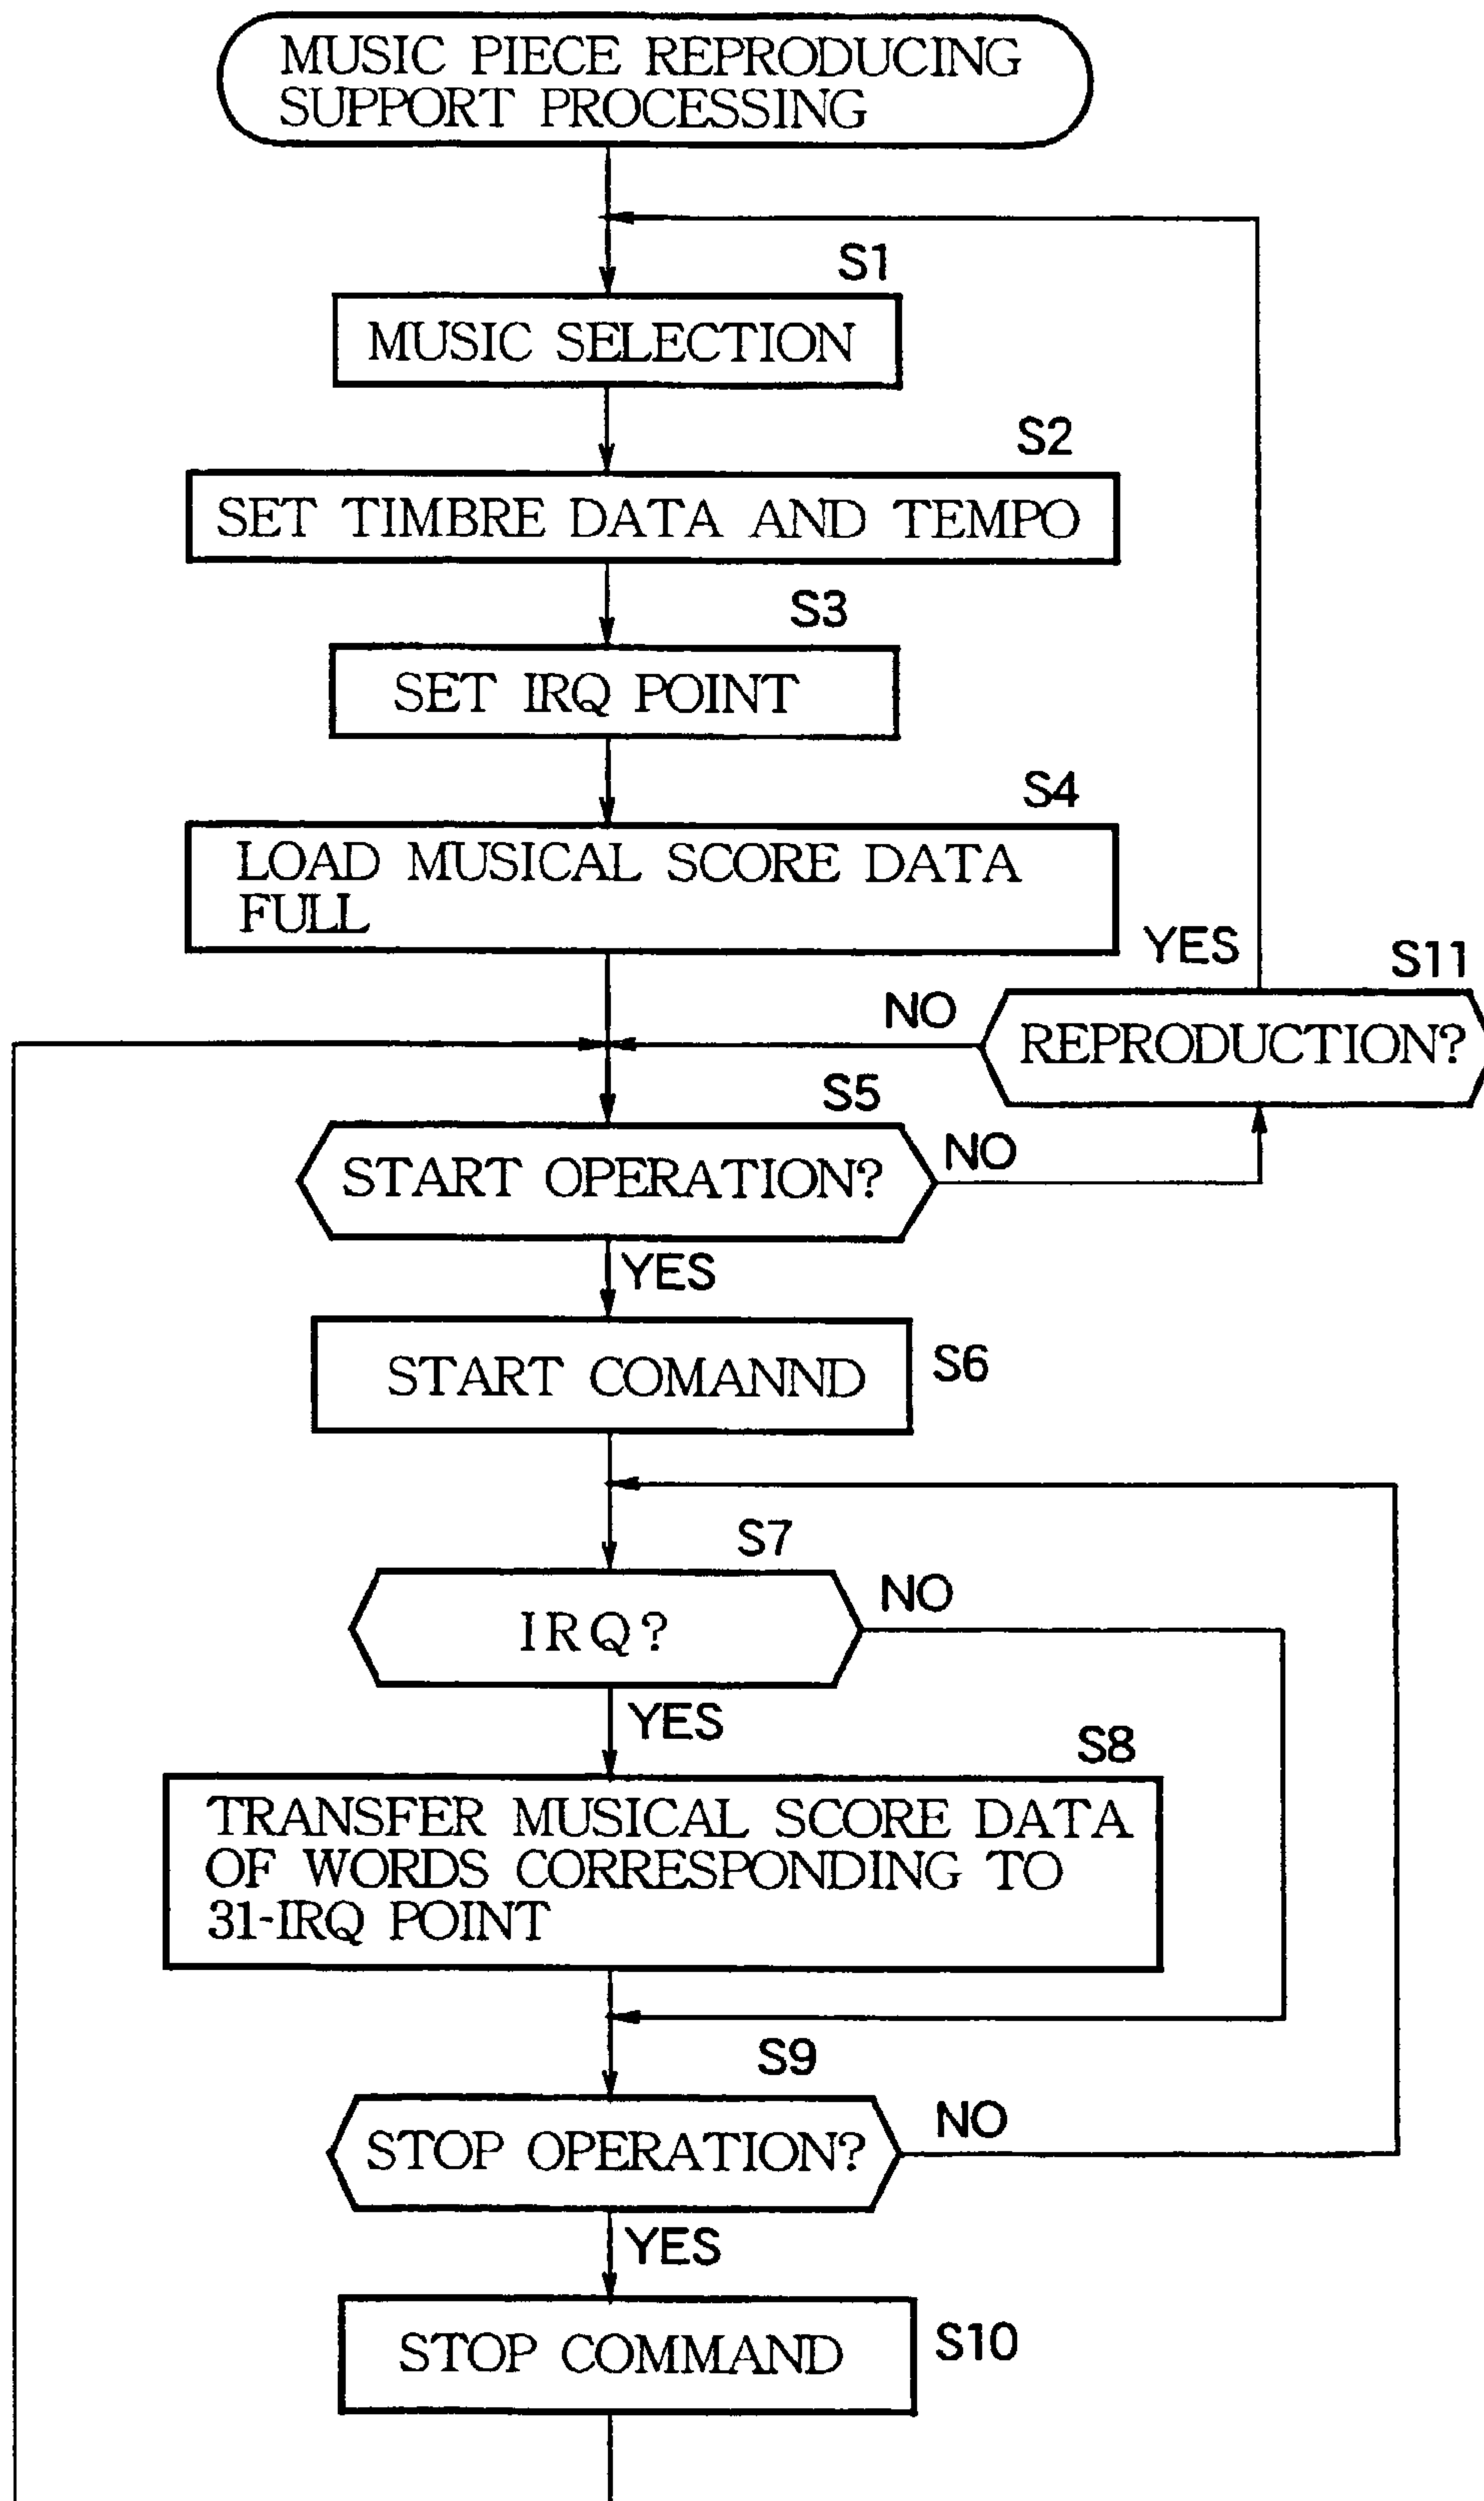 MUSIC PIECE REPRODUCING
SUPPORT PROCESSING
S1
MUSIC SELECTION
S2
SET TIMBRE DATA AND TEMPO
S3
SET IRQ POINT
S4
LOAD MUSICAL SCORE DATA
FULL
YES
S11
NO
REPRODUCTION?
S5
START OPERATION?
NO
YES
START COMANND
S6
S7
IRQ?
NO
YES
S8
TRANSFER MUSICAL SCORE DATA
OF WORDS CORRESPONDING TO
31-IRQ POINT
S9
STOP OPERATION?
NO
YES
STOP COMMAND
S10